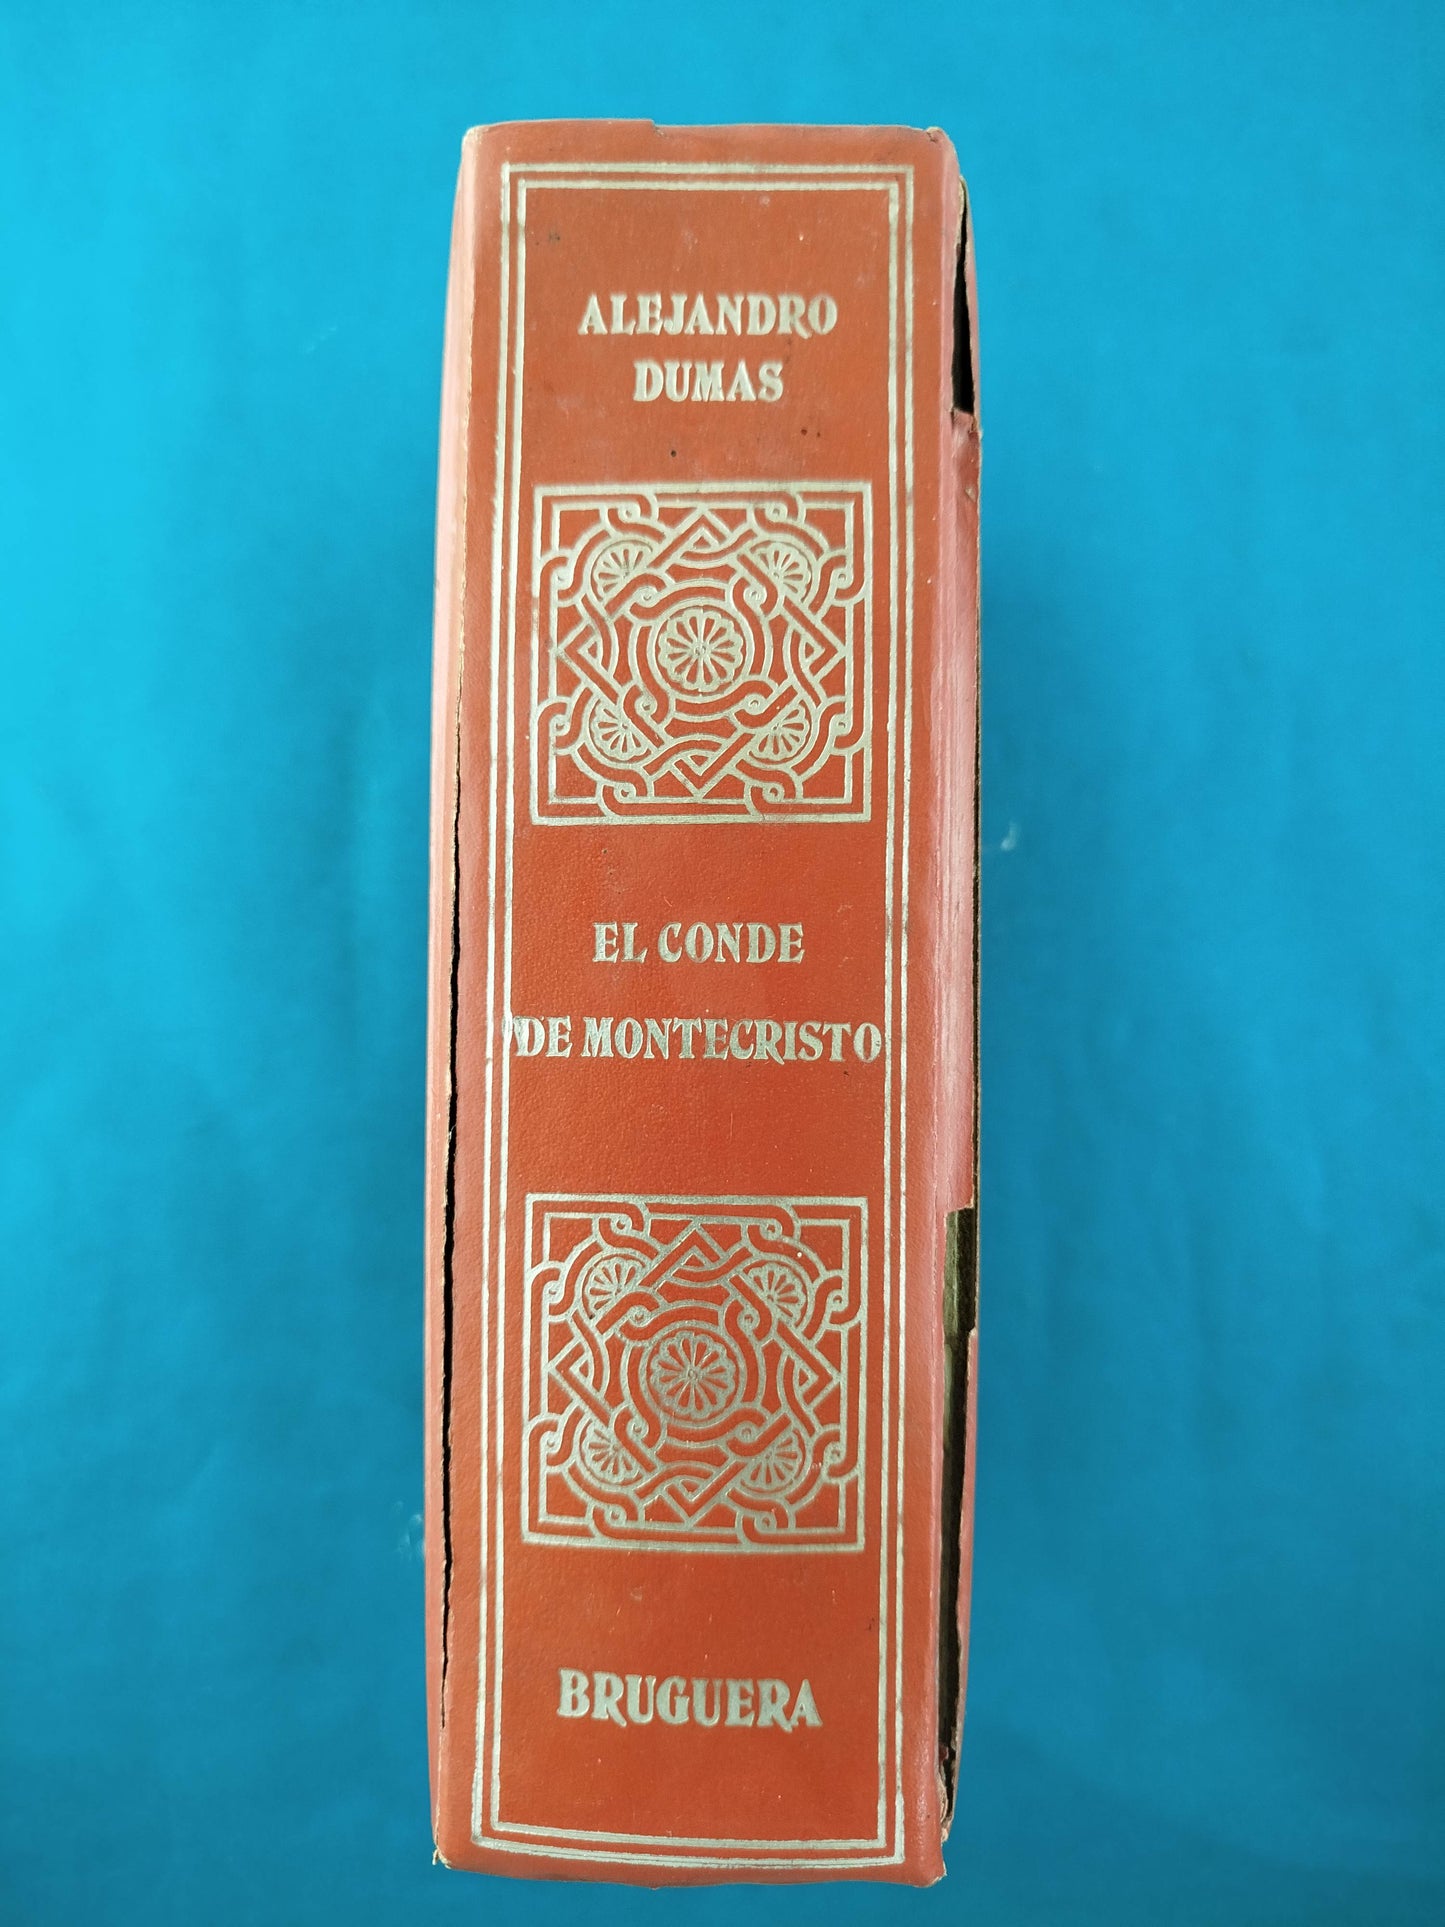 ALEJANDRO
DUMAS
EL CONDE
DE MONTECRISTO
BRUGUERA